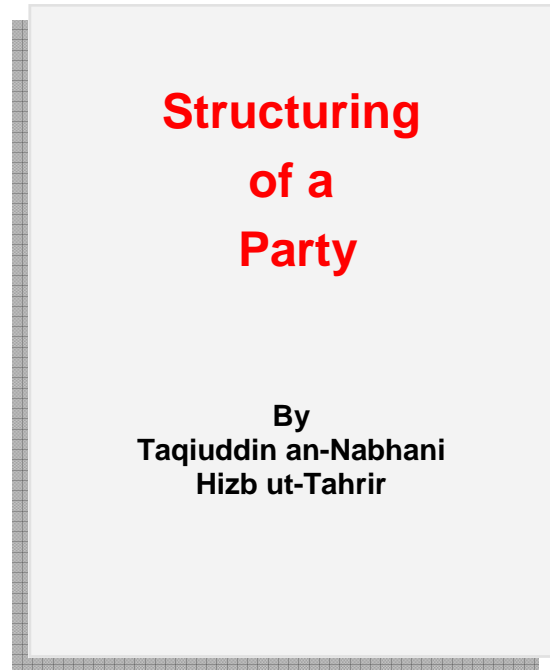 Structuring
of a
Party
By
Taqiuddin an-Nabhani
Hizb ut-Tahrir